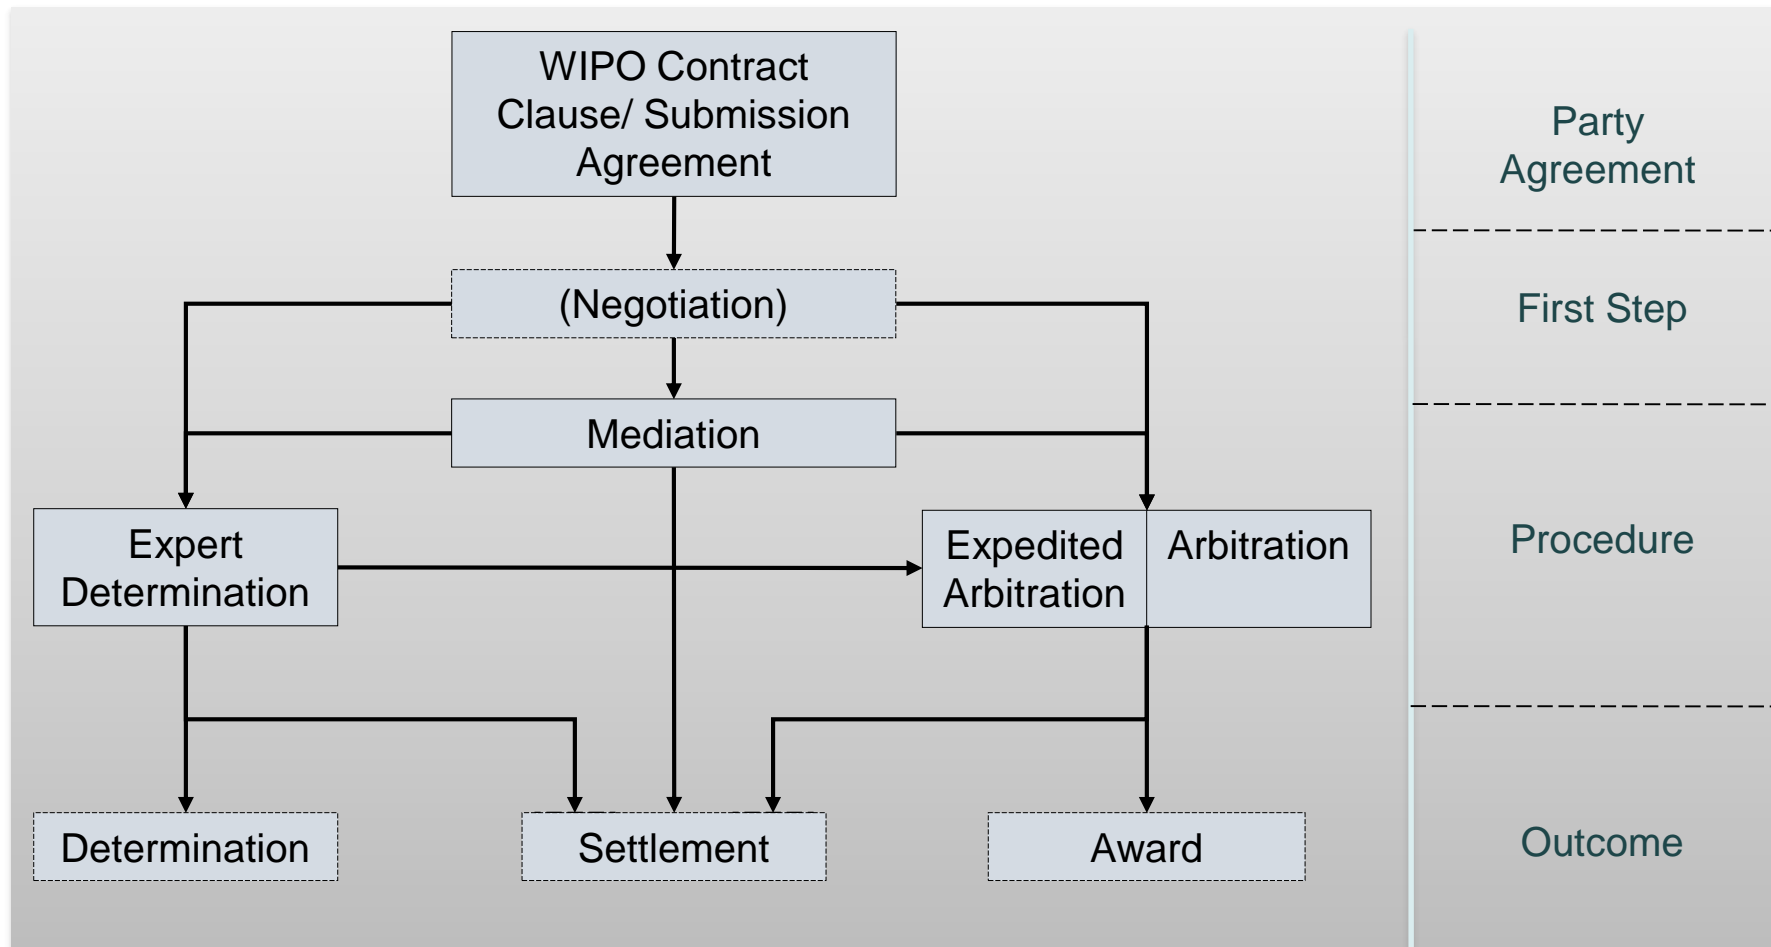 WIPO Contract
Clause/ Submission
Agreement
Party
Agreement
(Negotiation)
First Step
Mediation
Expert
Determination
Expedited
Arbitration
Arbitration
Procedure
Determination
Settlement
Award
Outcome